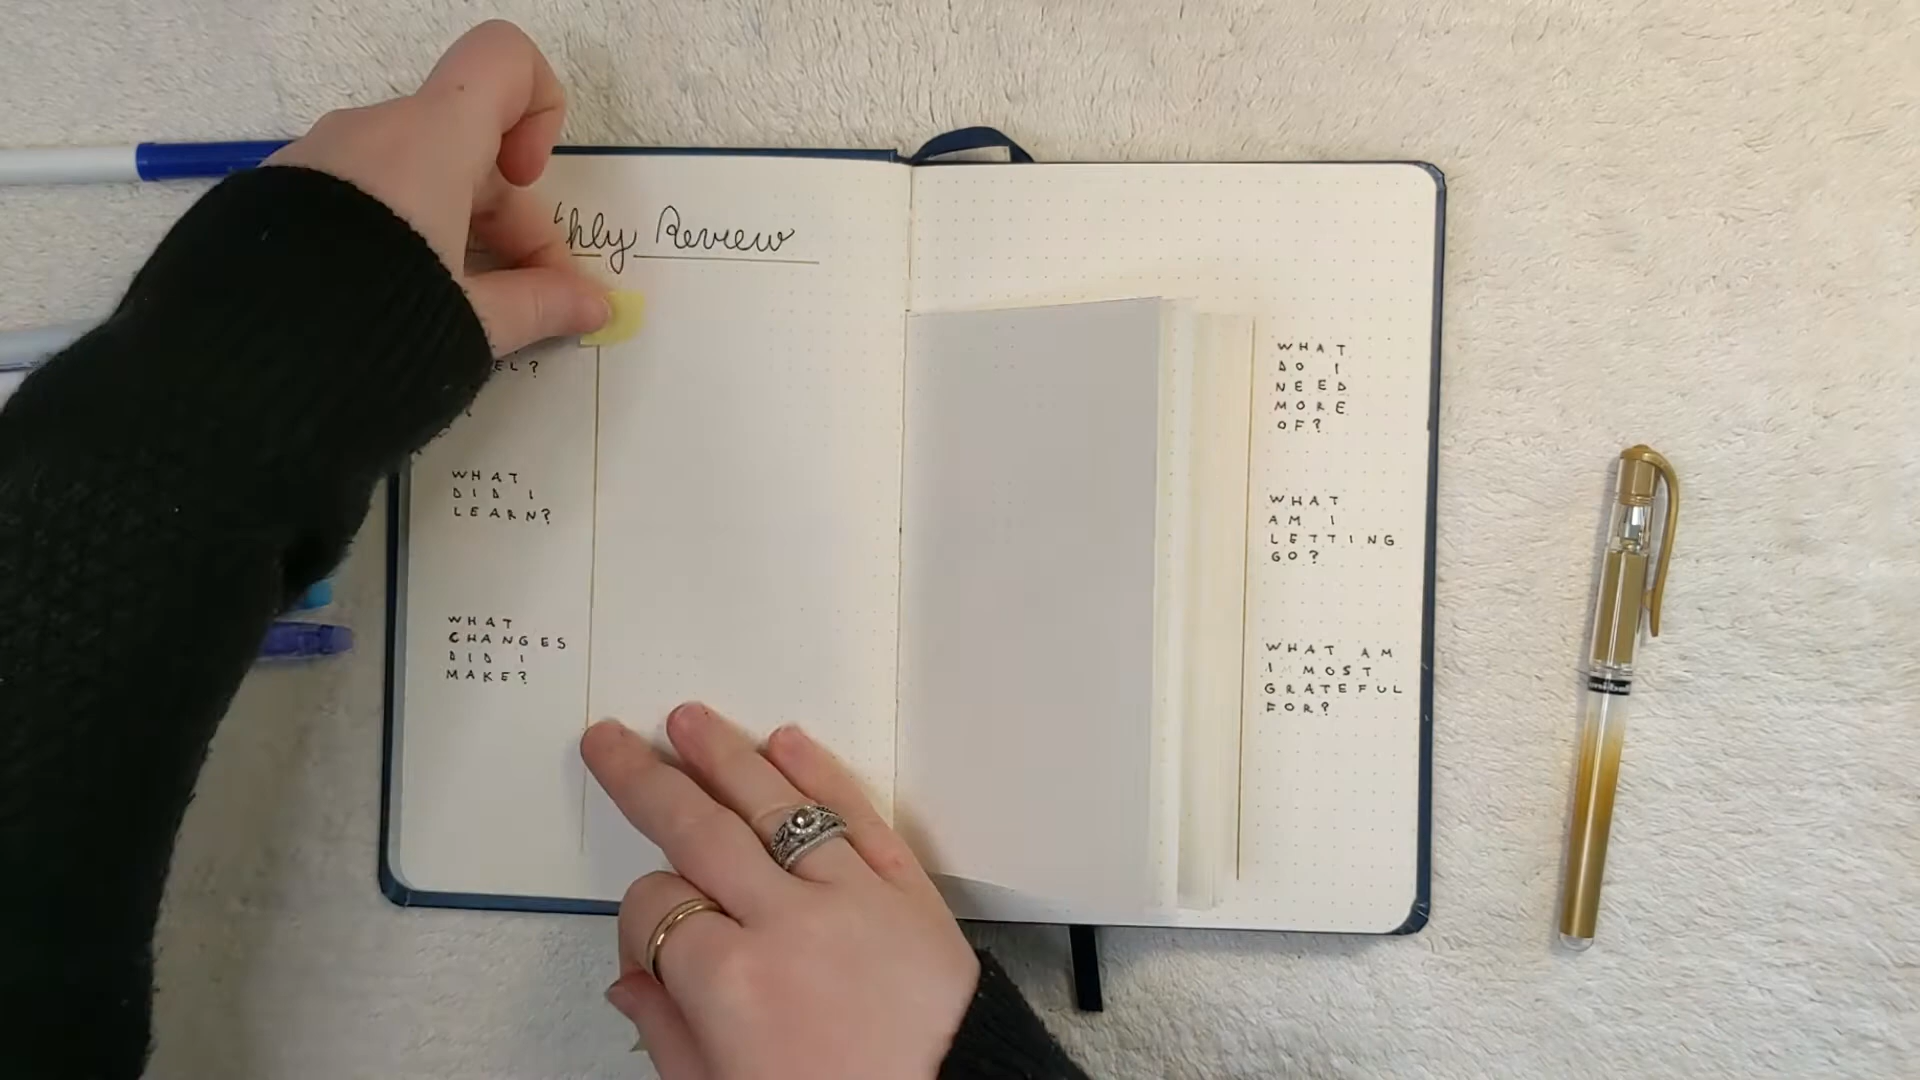 hly Review
EL?
WHAT
DID I
LEARN?
WHAT
CHANGES
DID I
MAKE?
WHAT
DO I
NEED
MORE
OF?
WHAT
AM I
LETTING
GO?
WHAT AM
I MOST
GRATEFUL
FOR?